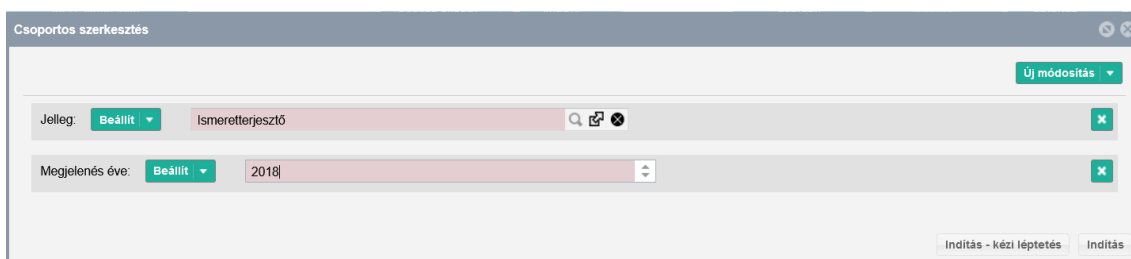 Csoportos szerkesztés
Új módosítás
Jelleg: Beállít Ismeretterjesztő
Megjelenés éve: Beállít 2018
Indítás - kézi léptetés Indítás